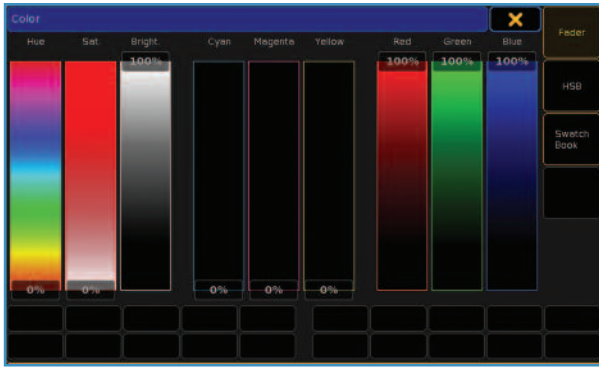 Color
Fader
Hue Sat Bright Cyan Magenta Yellow Red Green Blue
100% 100% 100% 100%
HSB
Swatch
Book
0% 0% 0% 0% 0%